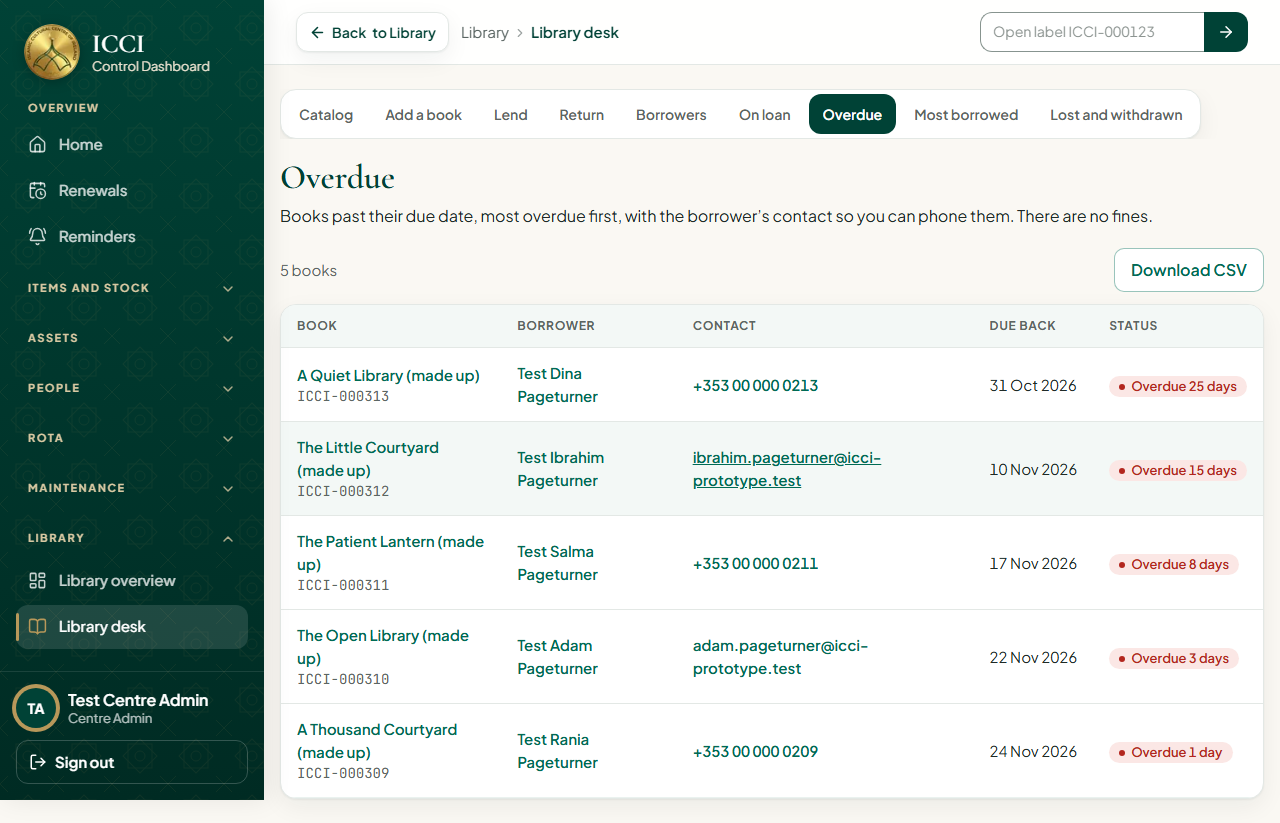 ICCI
Control Dashboard
OVERVIEW
Home
Renewals
Reminders
ITEMS AND STOCK
ASSETS
PEOPLE
ROTA
MAINTENANCE
LIBRARY
Library overview
Library desk
TA
Test Centre Admin
Centre Admin
Sign out
Back to Library
Library > Library desk
Open label ICCI-000123
Catalog
Add a book
Lend
Return
Borrowers
On loan
Overdue
Most borrowed
Lost and withdrawn
Overdue
Books past their due date, most overdue first, with the borrower’s contact so you can phone them. There are no fines.
5 books
Download CSV
BOOK BORROWER CONTACT DUE BACK STATUS
A Quiet Library (made up)
ICCI-000313
Test Dina
Pageturner
+353 00 000 0213
31 Oct 2026
Overdue 25 days
The Little Courtyard
(made up)
ICCI-000312
Test Ibrahim
Pageturner
ibrahim.pageturner@icci-
prototype.test
10 Nov 2026
Overdue 15 days
The Patient Lantern (made
up)
ICCI-000311
Test Salma
Pageturner
+353 00 000 0211
17 Nov 2026
Overdue 8 days
The Open Library (made
up)
ICCI-000310
Test Adam
Pageturner
adam.pageturner@icci-
prototype.test
22 Nov 2026
Overdue 3 days
A Thousand Courtyard
(made up)
ICCI-000309
Test Rania
Pageturner
+353 00 000 0209
24 Nov 2026
Overdue 1 day